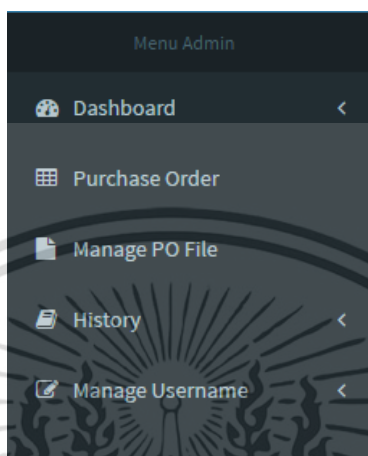 Menu Admin
Dashboard
Purchase Order
Manage PO File
History
Manage Username